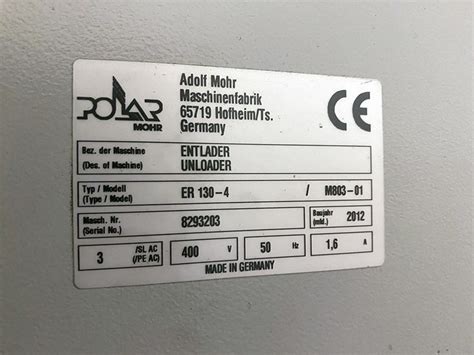 POLAR
MOHR
Adolf Mohr
Maschinenfabrik
65719 Hofheim/Ts.
Germany
CE
Bez. der Maschine
(Des. of Machine)
ENTLADER
UNLOADER
Typ / Modell
(Type / Model)
ER 130-4 / M803-01
Masch. Nr.
(Serial No.)
8293203
Baujahr
(mfd.)
2012
3 /SL AC
(/PE AC)
400 V
50 Hz
1,6 A
MADE IN GERMANY